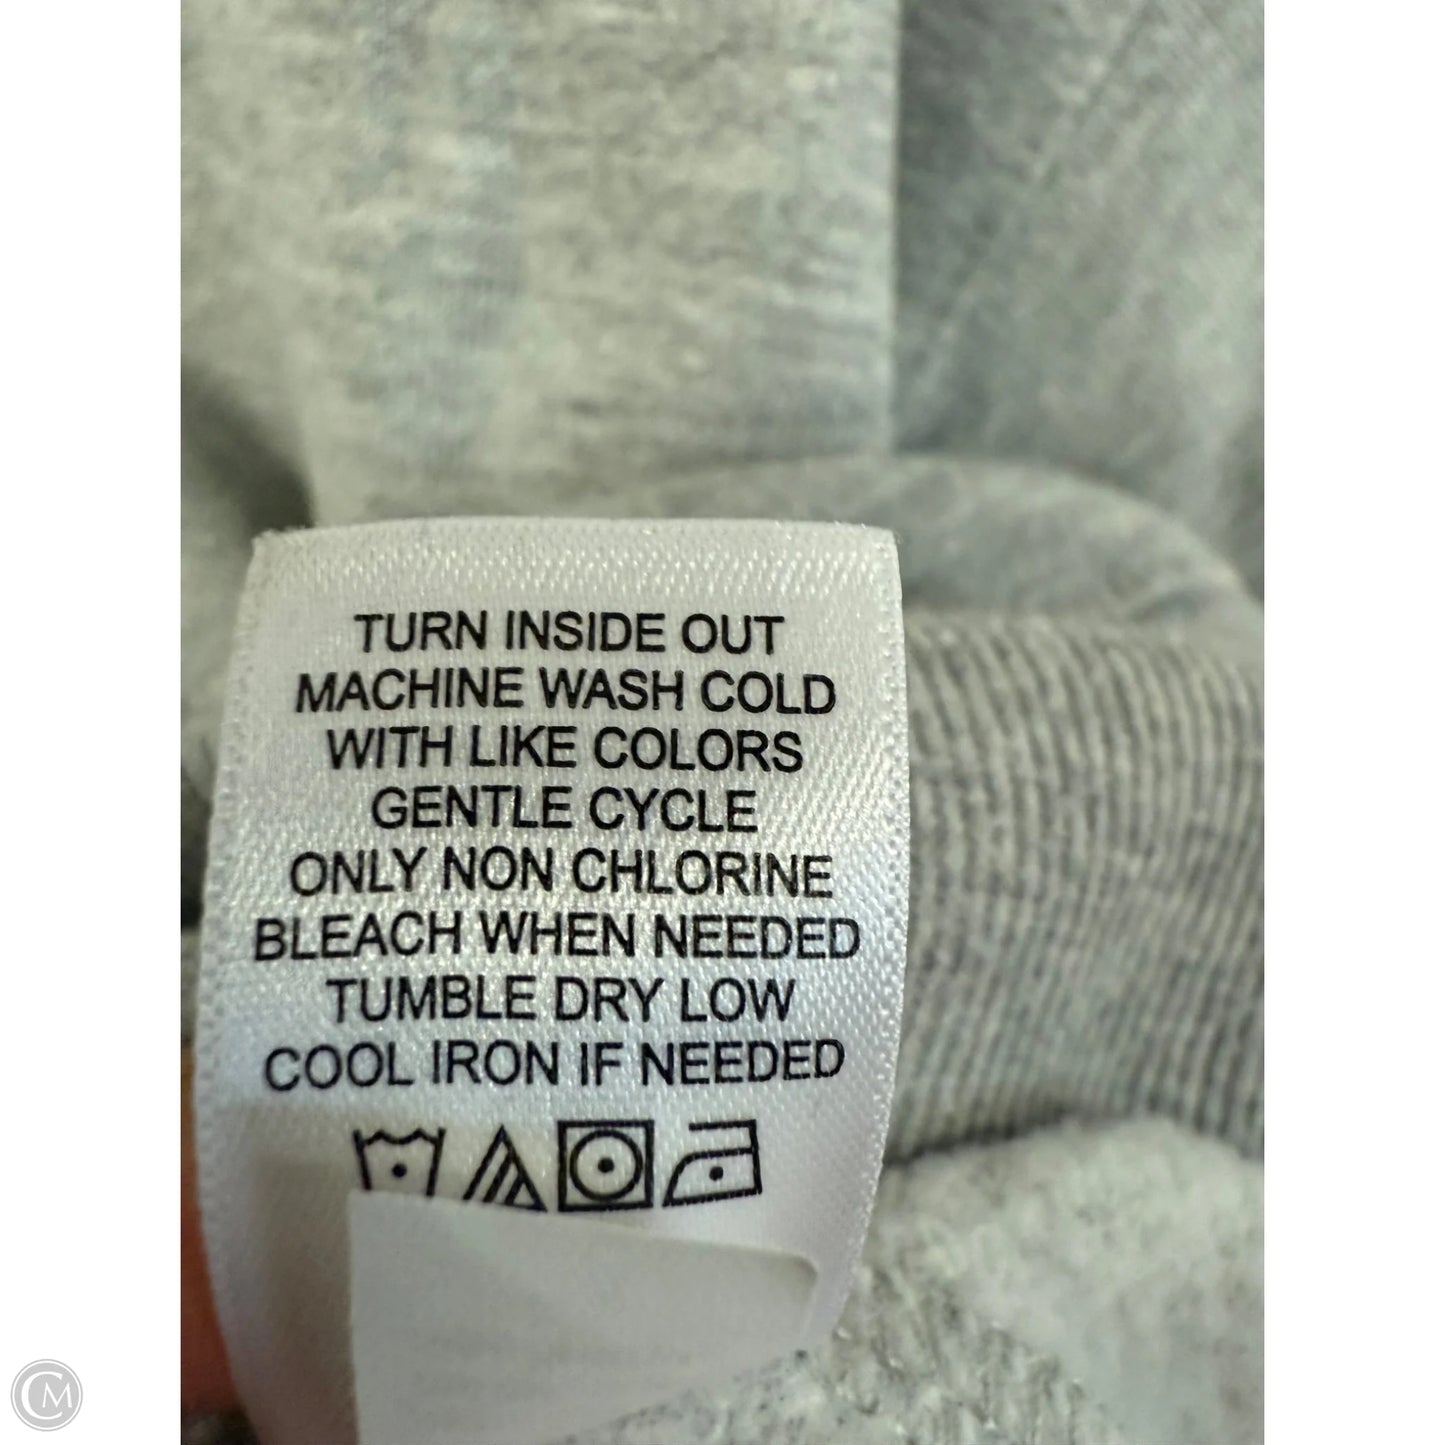 TURN INSIDE OUT
MACHINE WASH COLD
WITH LIKE COLORS
GENTLE CYCLE
ONLY NON CHLORINE
BLEACH WHEN NEEDED
TUMBLE DRY LOW
COOL IRON IF NEEDED
CM